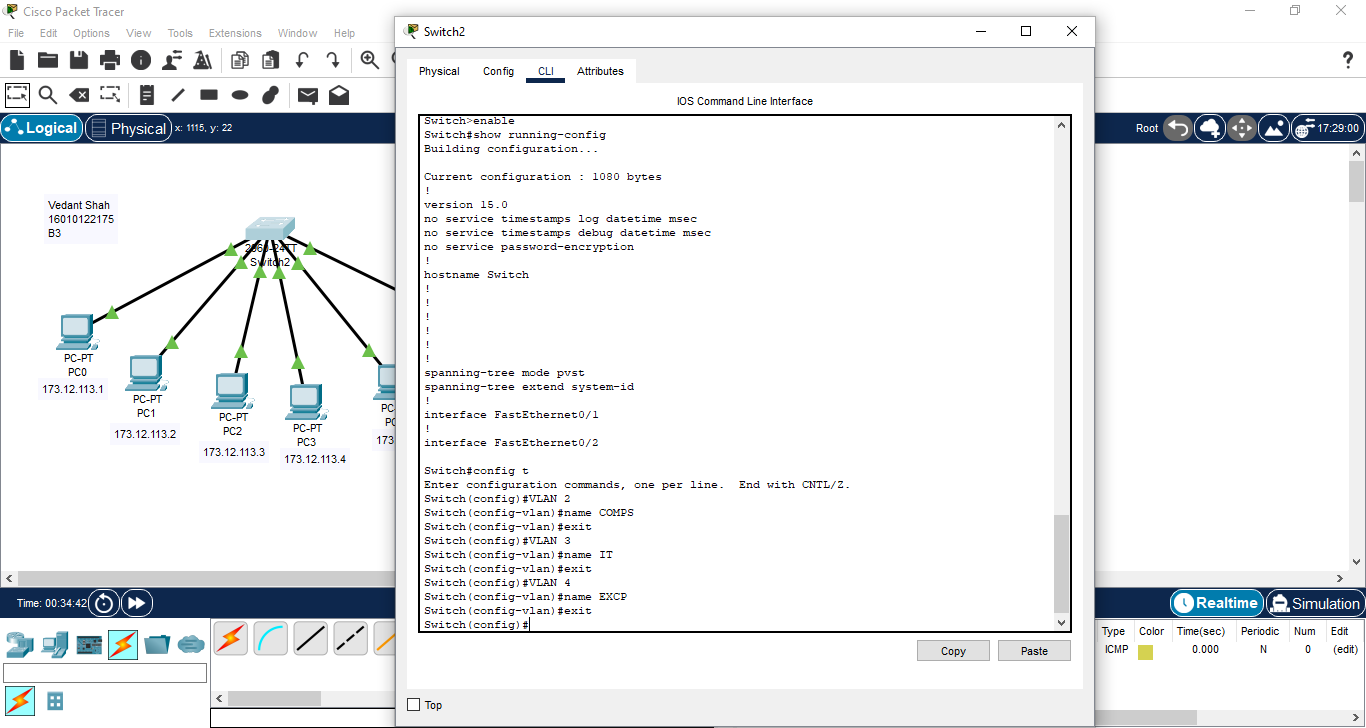 Cisco Packet Tracer
File Edit Options View Tools Extensions Window Help
Logical
Physical
x: 1115, y: 22
Root
17:29:00
Vedant Shah
16010122175
B3
Switch2
PC-PT
PC0
173.12.113.1
PC-PT
PC1
173.12.113.2
PC-PT
PC2
173.12.113.3
PC-PT
PC3
173.12.113.4
PC
173
Switch2
Physical Config CLI Attributes
IOS Command Line Interface
Switch>enable
Switch#show running-config
Building configuration...
Current configuration : 1080 bytes
!
version 15.0
no service timestamps log datetime msec
no service timestamps debug datetime msec
no service password-encryption
!
hostname Switch
!
!
!
!
!
!
spanning-tree mode pvst
spanning-tree extend system-id
!
interface FastEthernet0/1
!
interface FastEthernet0/2
Switch#config t
Enter configuration commands, one per line.  End with CNTL/Z.
Switch(config)#VLAN 2
Switch(config-vlan)#name COMPS
Switch(config-vlan)#exit
Switch(config)#VLAN 3
Switch(config-vlan)#name IT
Switch(config-vlan)#exit
Switch(config)#VLAN 4
Switch(config-vlan)#name EXCP
Switch(config-vlan)#exit
Switch(config)#
Copy Paste
Top
Time: 00:34:42
Realtime
Simulation
Type Color Time(sec) Periodic Num Edit
ICMP 0.000 N 0 (edit)